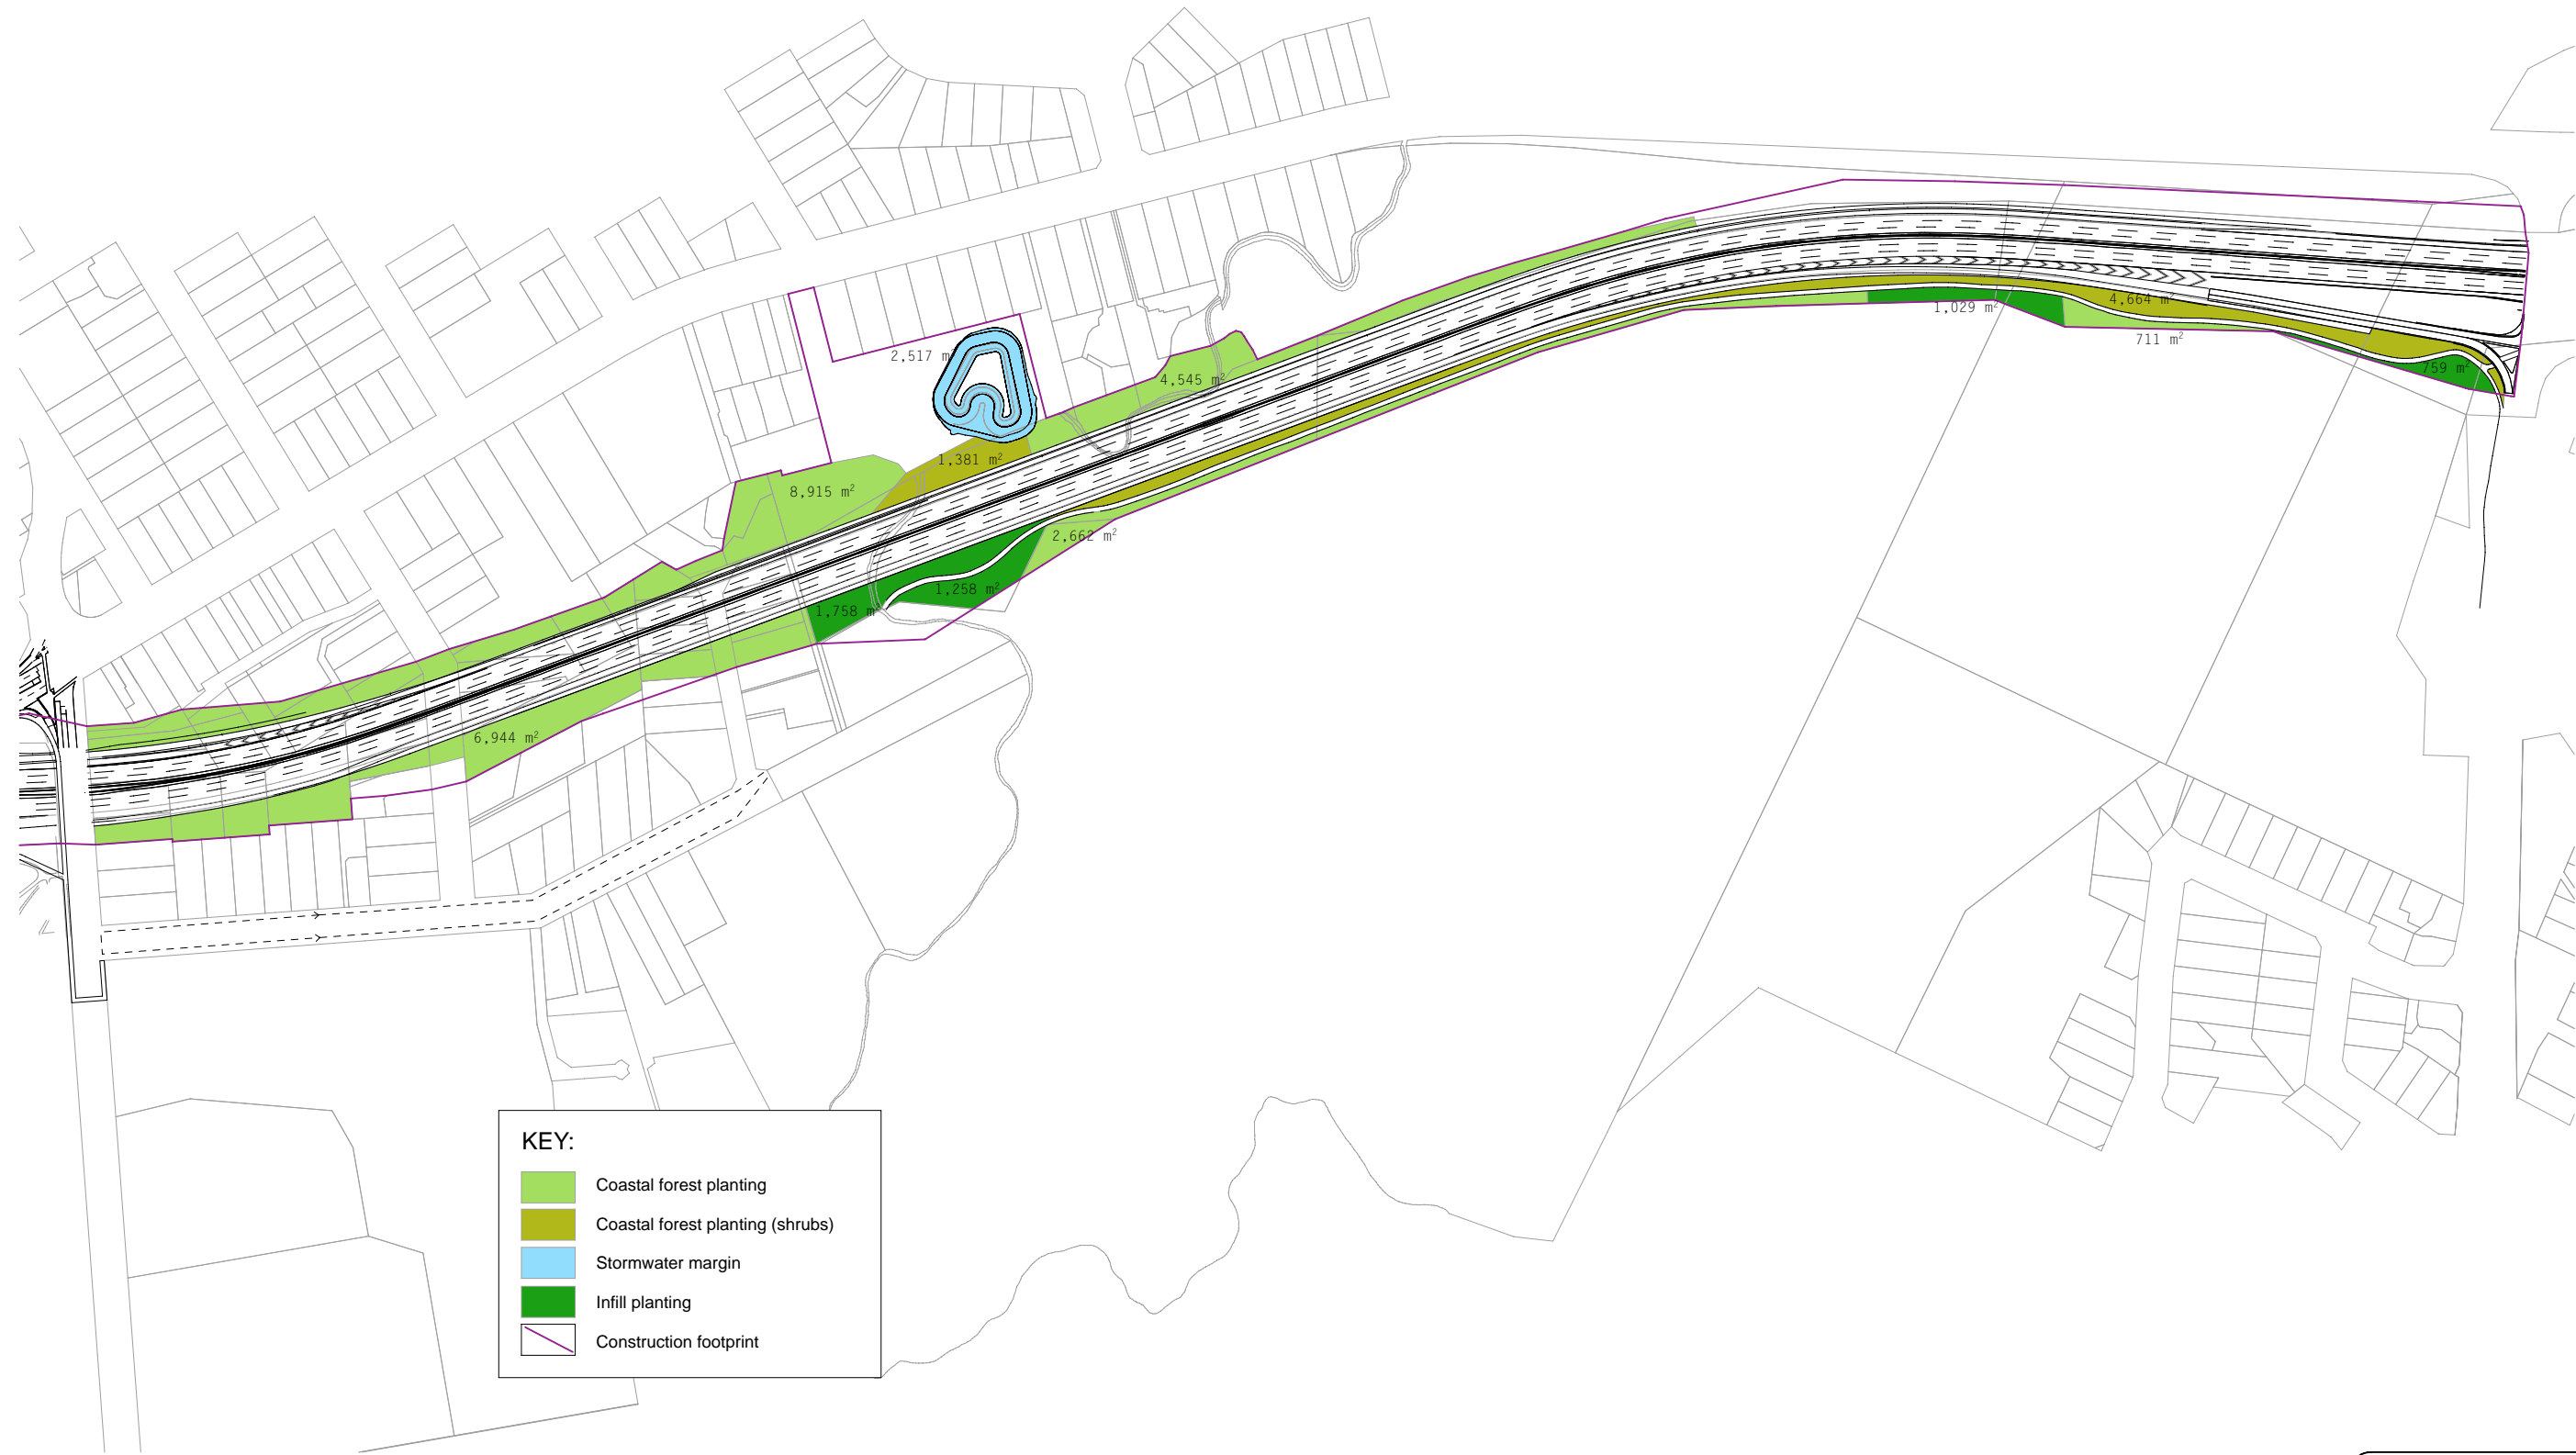 1,029 m²
4,664 m²
711 m²
2,517 m
759 m²
4,545 m²
1,381 m²
8,915 m²
2,662 m²
1,258 m²
1,758 m²
6,944 m²
KEY:
Coastal forest planting
Coastal forest planting (shrubs)
Stormwater margin
Infill planting
Construction footprint